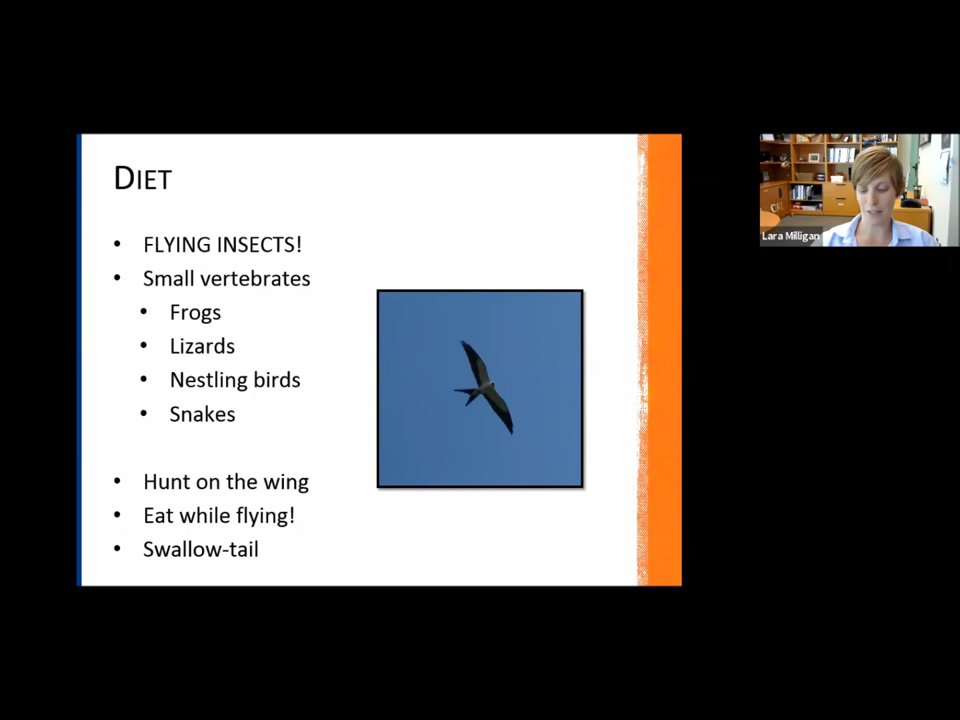 DIET
• FLYING INSECTS!
• Small vertebrates
• Frogs
• Lizards
• Nestling birds
• Snakes
• Hunt on the wing
• Eat while flying!
• Swallow-tail
Lara Milligan